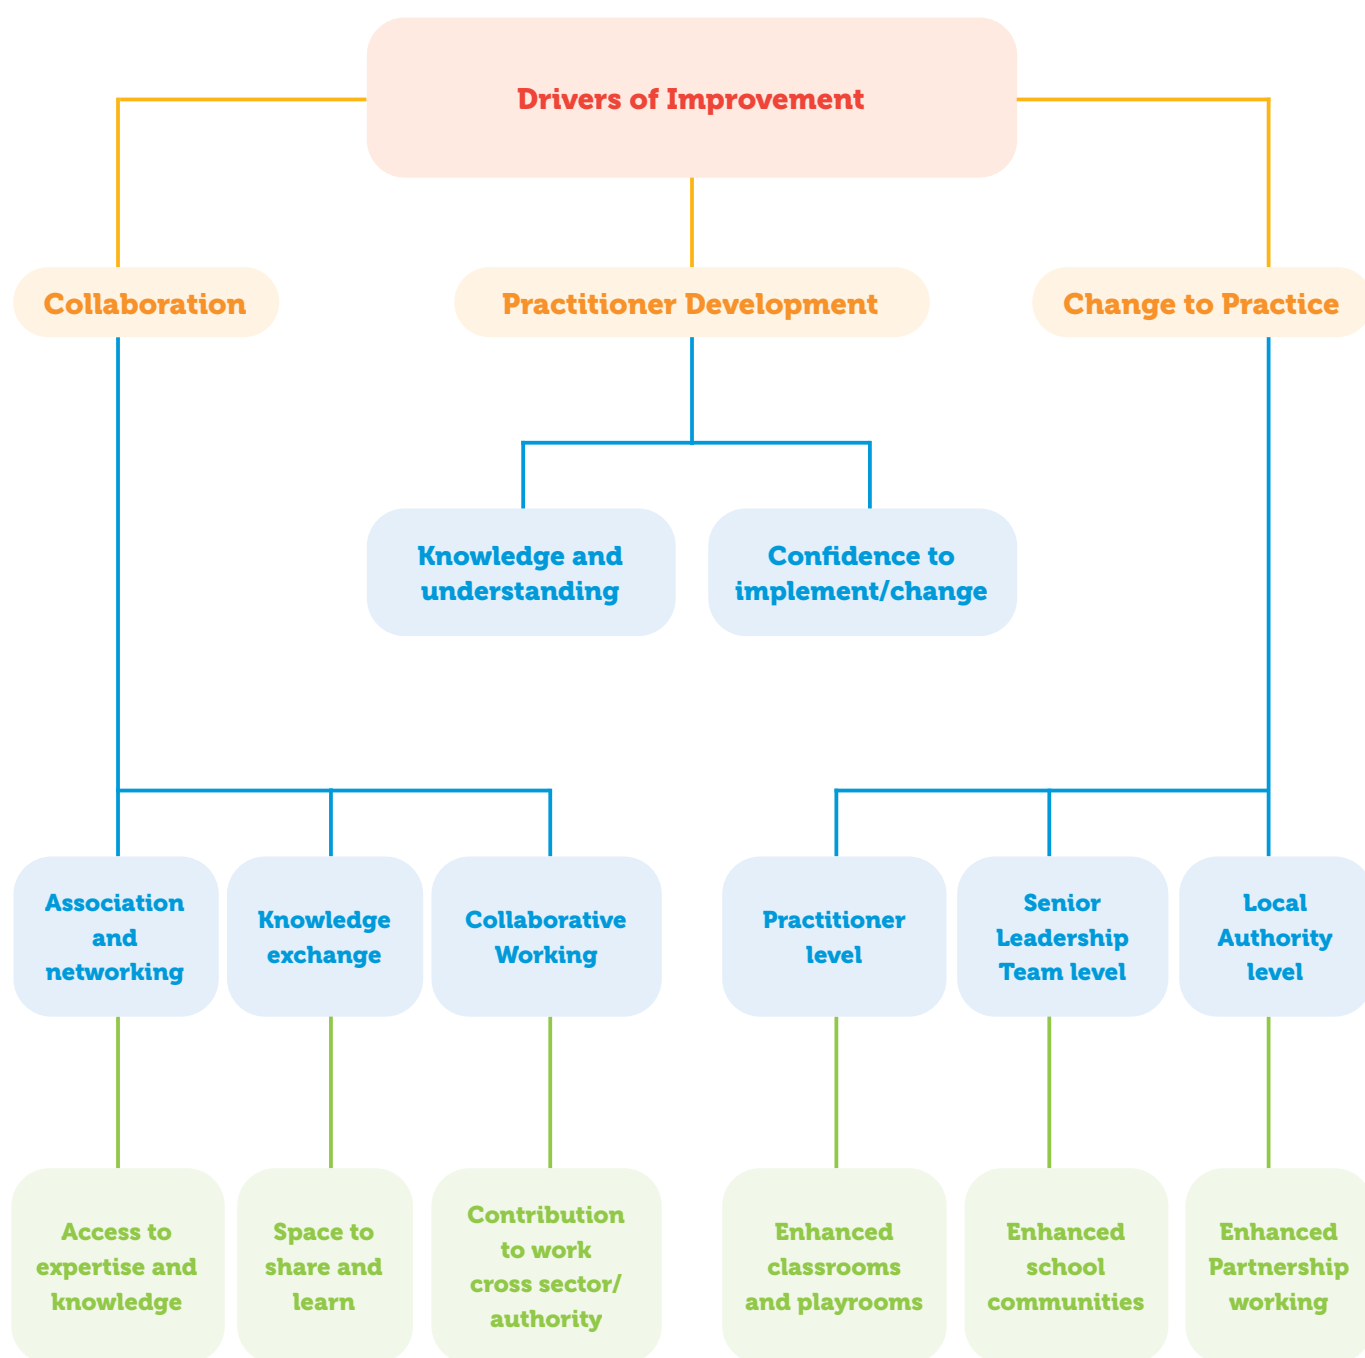 Drivers of Improvement
Collaboration
Practitioner Development
Change to Practice
Knowledge and
understanding
Confidence to
implement/change
Association
and
networking
Knowledge
exchange
Collaborative
Working
Practitioner
level
Senior
Leadership
Team level
Local
Authority
level
Access to
expertise and
knowledge
Space to
share and
learn
Contribution
to work
cross sector/
authority
Enhanced
classrooms
and playrooms
Enhanced
school
communities
Enhanced
Partnership
working